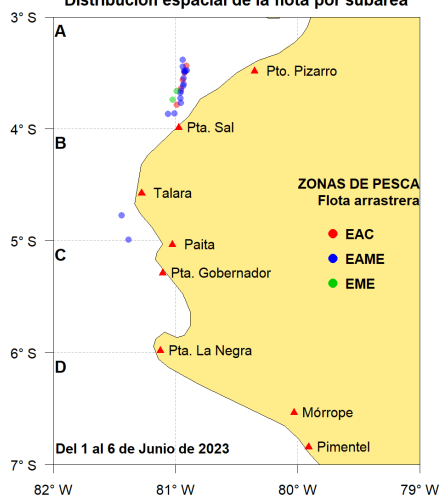 Distribución espacial de la flota por subárea
3° S
A
Pto. Pizarro
4° S
Pta. Sal
B
ZONAS DE PESCA
Talara
Flota arrastrera
EAC
5° S
Paita
C
EAME
Pta. Gobernador
EME
6° S
Pta. La Negra
D
Mórrope
Del 1 al 6 de Junio de 2023
Pimentel
7° S
82° W
81° W
80° W
79° W